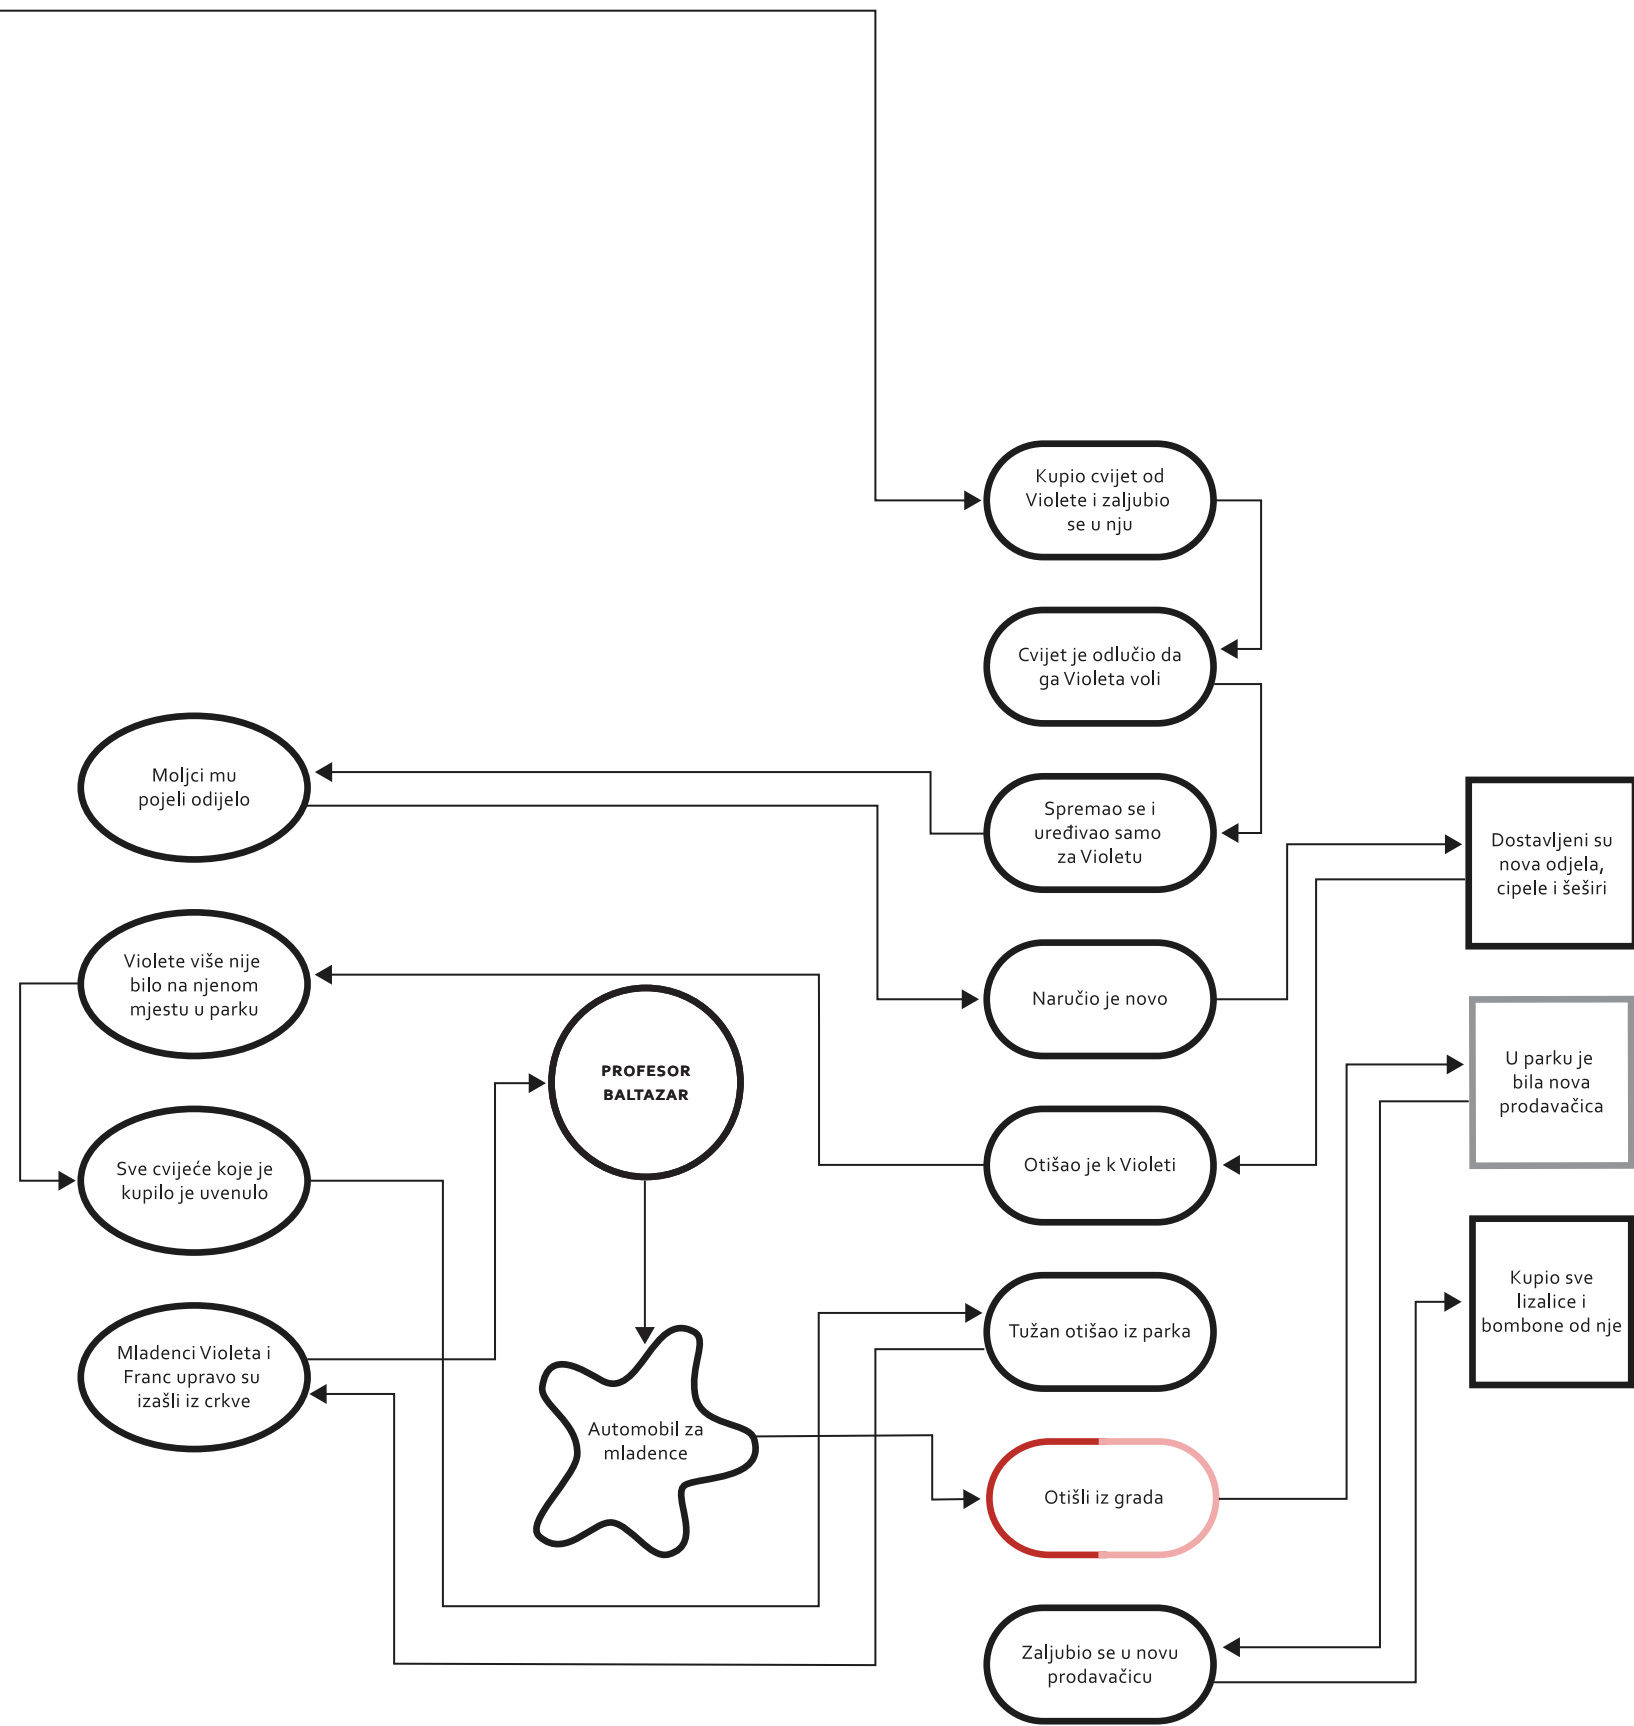 Kupio cvijet od
Violete i zaljubio
se u nju
Cvijet je odlučio da
ga Violeta voli
Moljci mu
pojeli odijelo
Spremao se i
uređivao samo
za Violetu
Dostavljeni su
nova odjela,
cipele i šeširi
Violete više nije
bilo na njenom
mjestu u parku
Naručio je novo
PROFESOR
BALTAZAR
U parku je
bila nova
prodavačica
Sve cvijeće koje je
kupilo je uvenulo
Otišao je k Violeti
Kupio sve
lizalice i
bombone od nje
Tužan otišao iz parka
Mladenci Violeta i
Franc upravo su
izašli iz crkve
Automobil za
mladence
Otišli iz grada
Zaljubio se u novu
prodavačicu